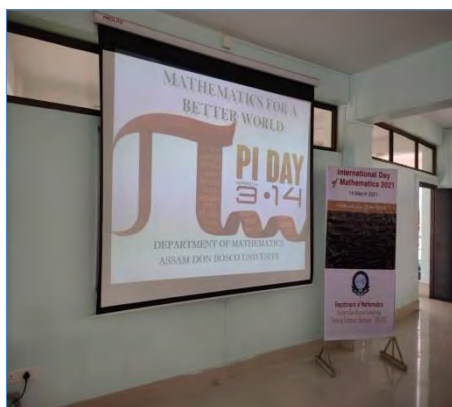 MATHEMATICS FOR A
BETTER WORLD
PI DAY
3.14
DEPARTMENT OF MATHEMATICS
ASSAM DON BOSCO UNIVERSITY
International Day
of Mathematics 2021
14 March 2021
Department of Mathematics